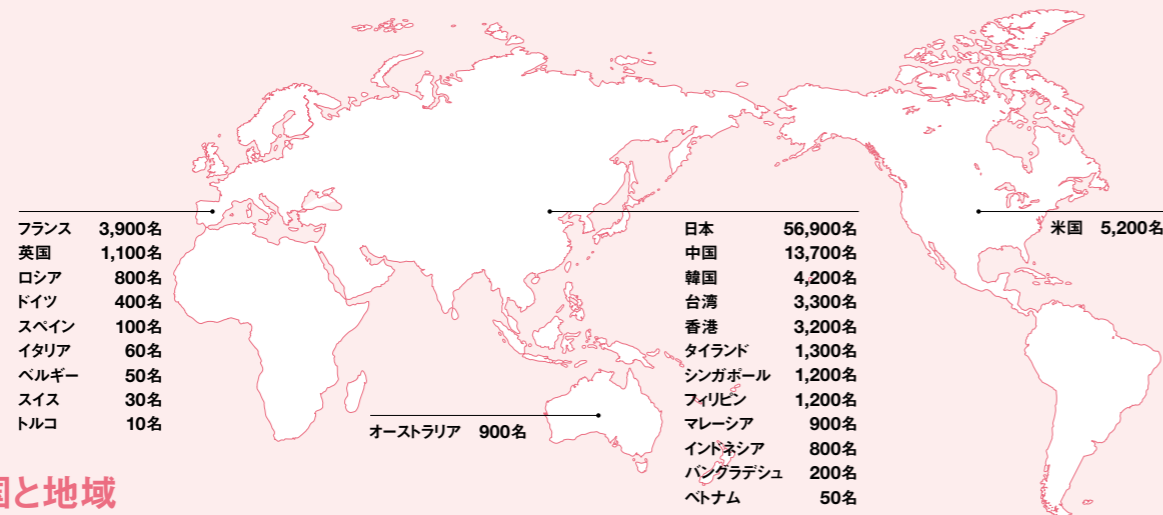 フランス 3,900名
英国 1,100名
ロシア 800名
ドイツ 400名
スペイン 100名
イタリア 60名
ベルギー 50名
スイス 30名
トルコ 10名
オーストラリア 900名
日本 56,900名
中国 13,700名
韓国 4,200名
台湾 3,300名
香港 3,200名
タイランド 1,300名
シンガポール 1,200名
フィリピン 1,200名
マレーシア 900名
インドネシア 800名
バングラデシュ 200名
ベトナム 50名
米国 5,200名
国と地域